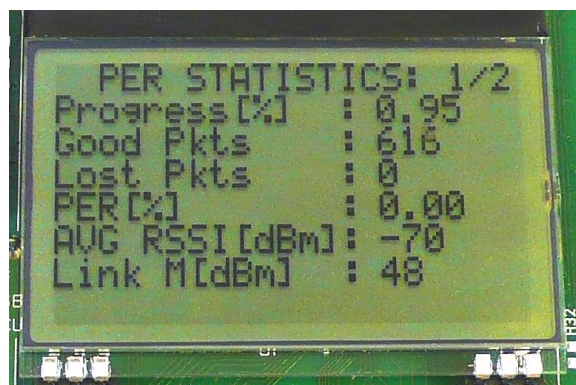 PER STATISTICS: 1/2
Progress[%] : 0.95
Good Pkts : 616
Lost Pkts : 0
PER[%] : 0.00
AVG RSSI[dBm]: -70
Link M[dBm] : 48